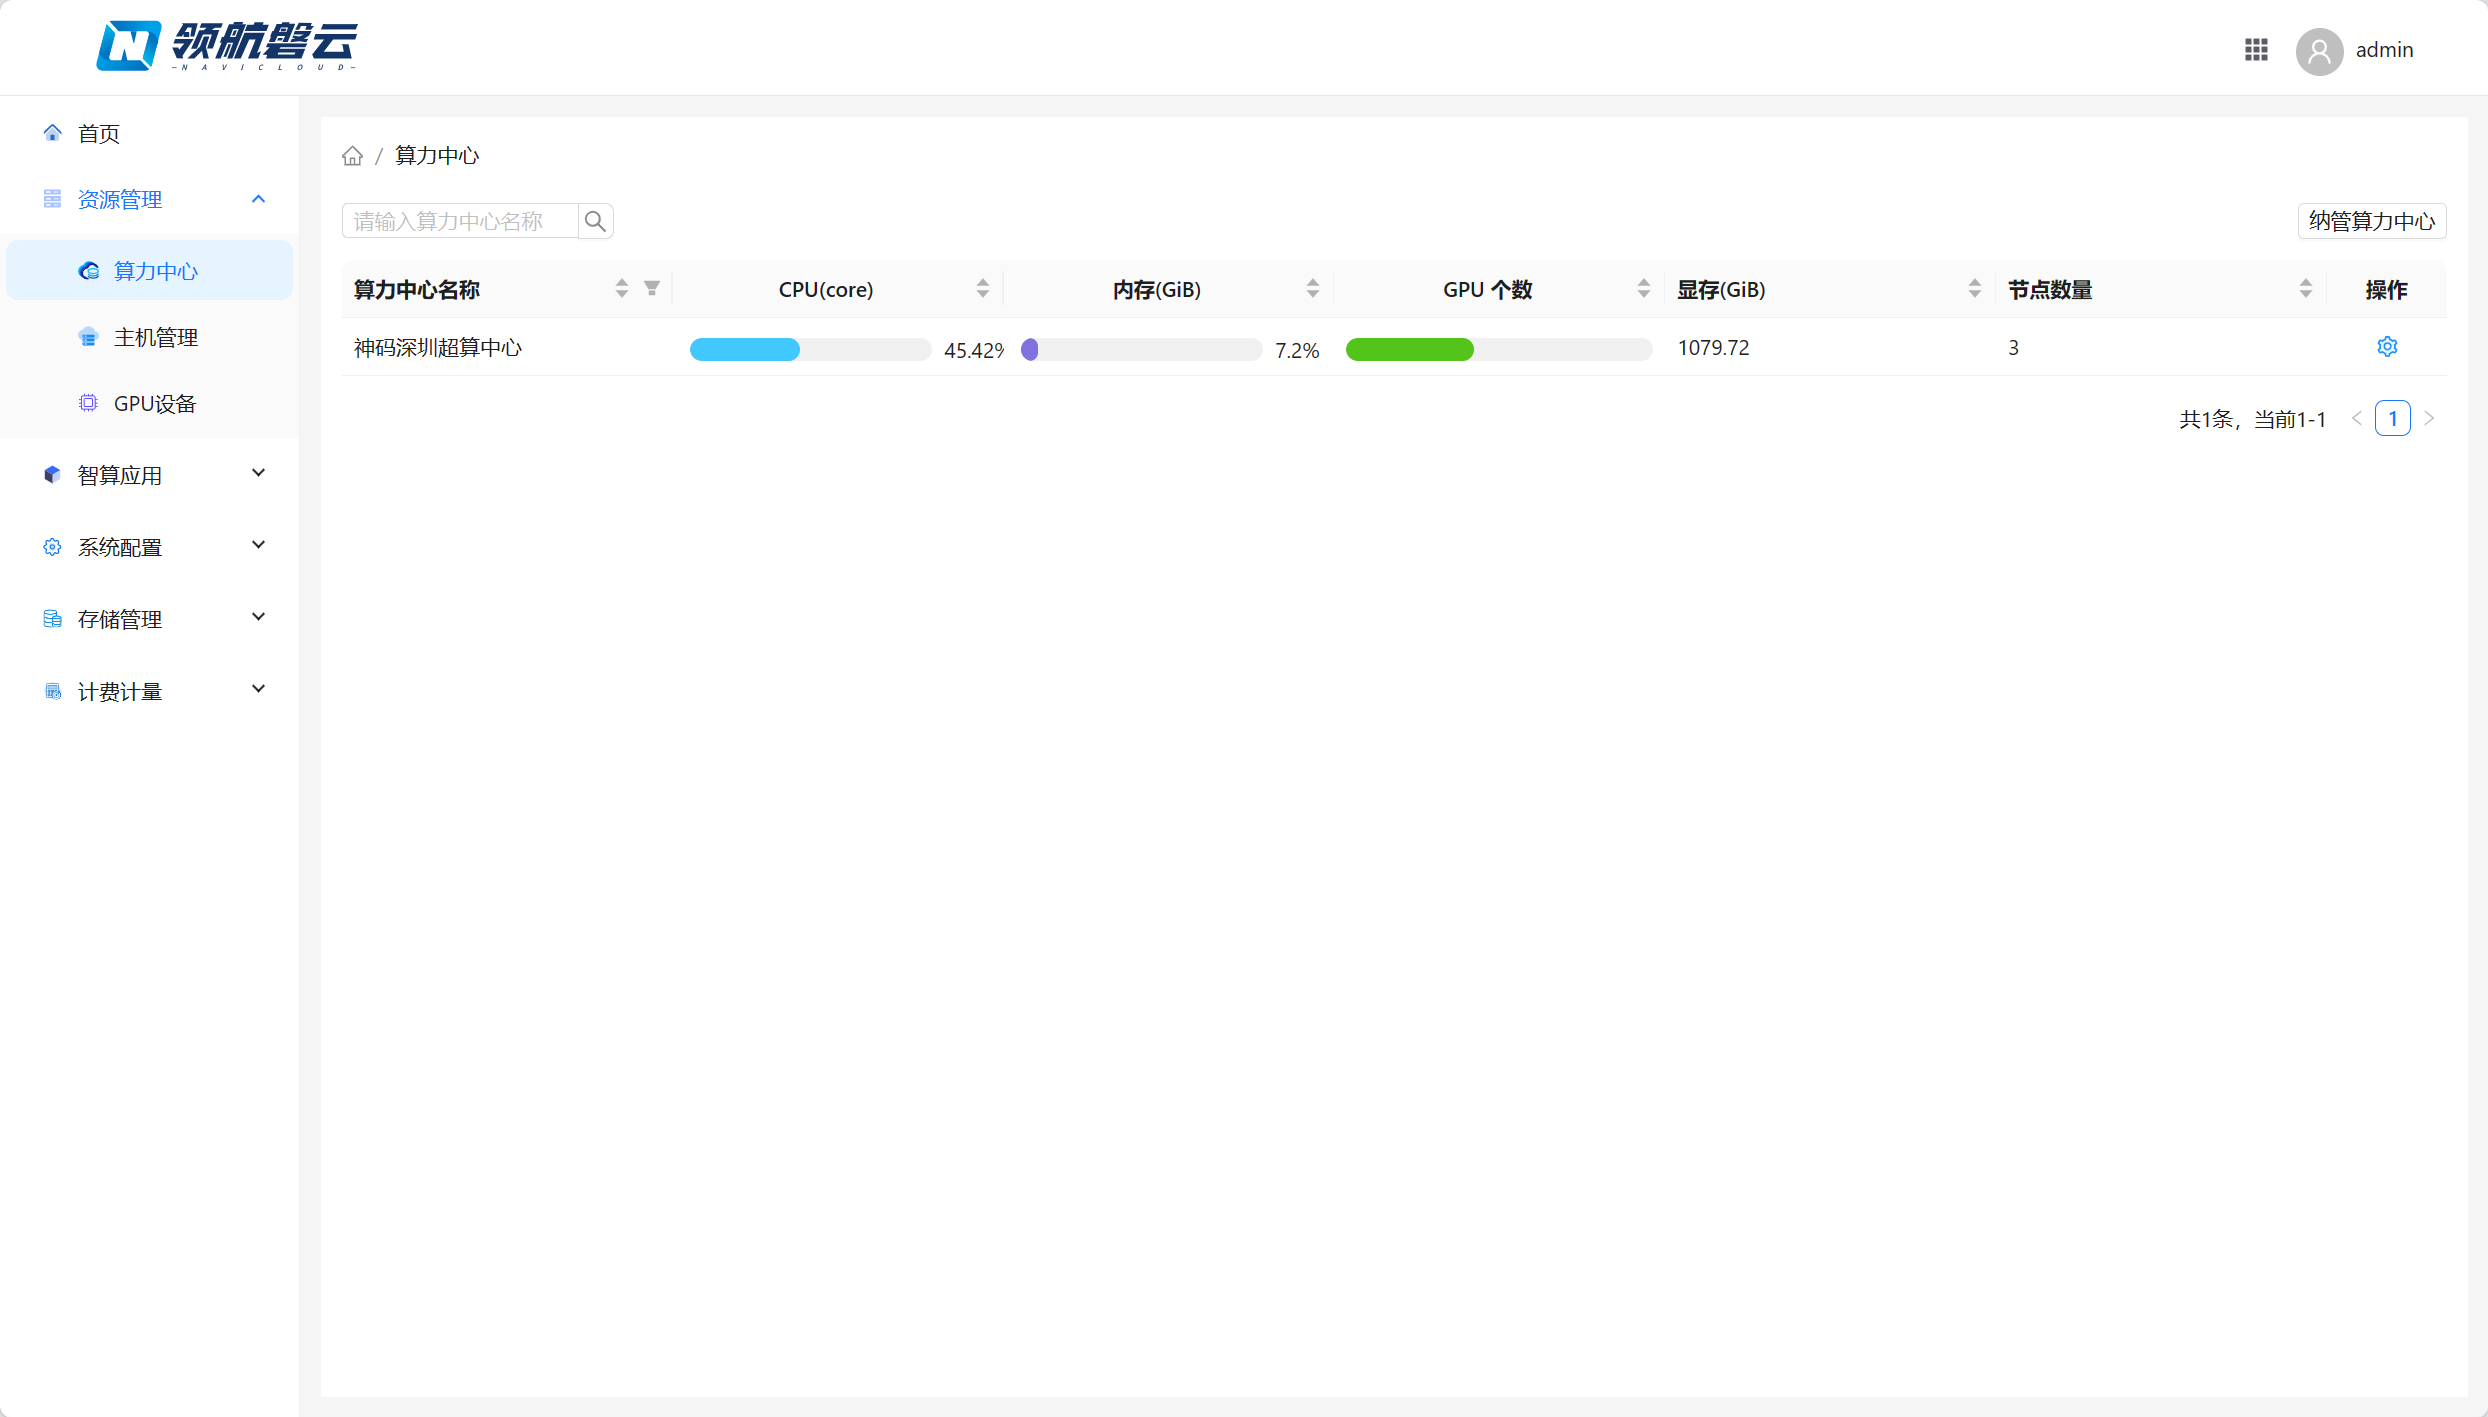 领航磐云
-NAVICLOUD-
admin
首页
资源管理
算力中心
主机管理
GPU设备
智算应用
系统配置
存储管理
计费计量
/ 算力中心
请输入算力中心名称
纳管算力中心
算力中心名称 CPU(core) 内存(GiB) GPU 个数 显存(GiB) 节点数量 操作
神码深圳超算中心 45.42% 7.2% 1079.72 3
共1条，当前1-1 < 1 >